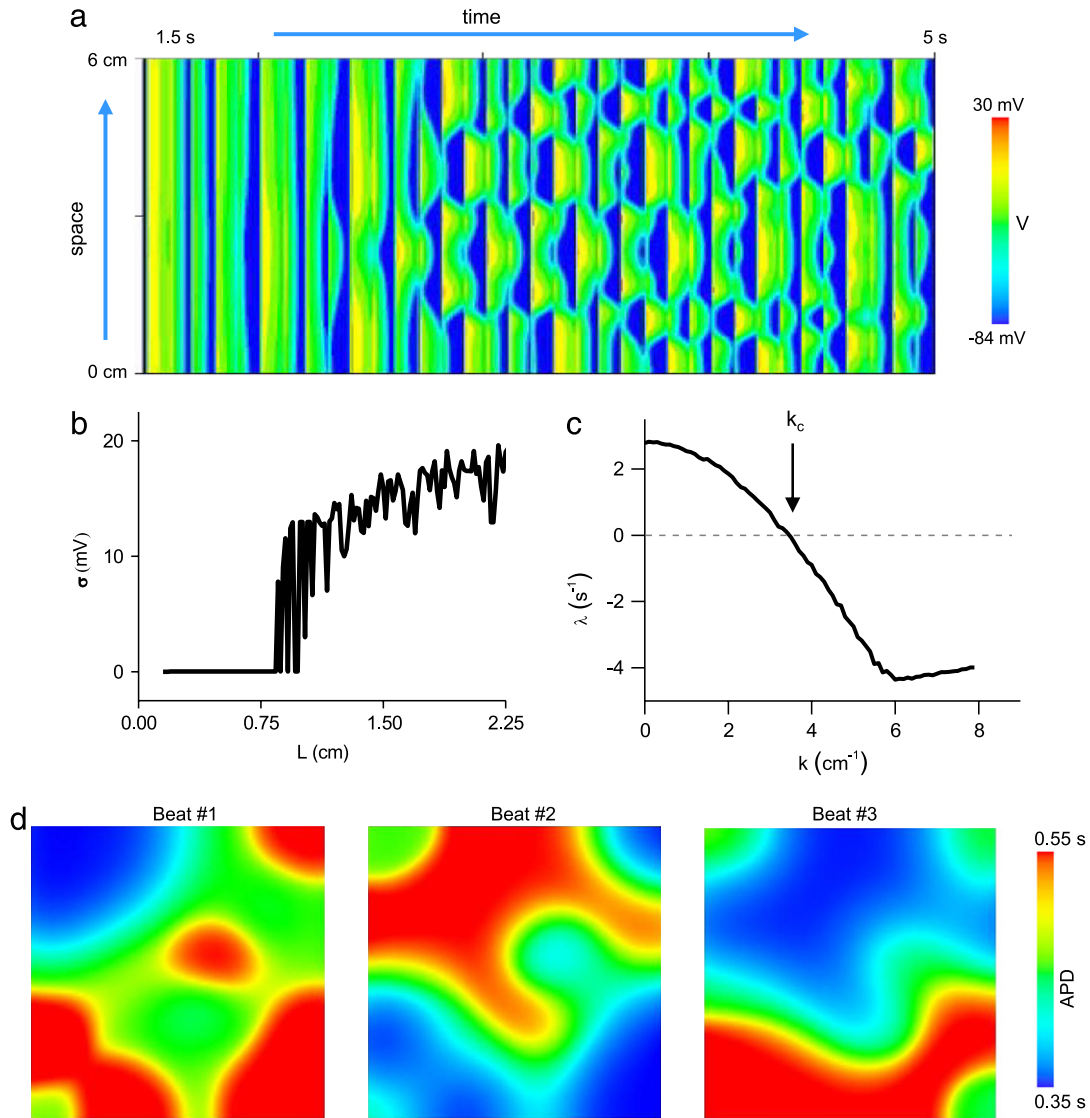 a
time
1.5 s
5 s
6 cm
space
0 cm
30 mV
V
-84 mV
b
20
10
0
σ (mV)
0.00
0.75
1.50
2.25
L (cm)
c
k_c
2
0
-2
-4
λ (s⁻¹)
0
2
4
6
8
k (cm⁻¹)
d
Beat #1
Beat #2
Beat #3
0.55 s
APD
0.35 s